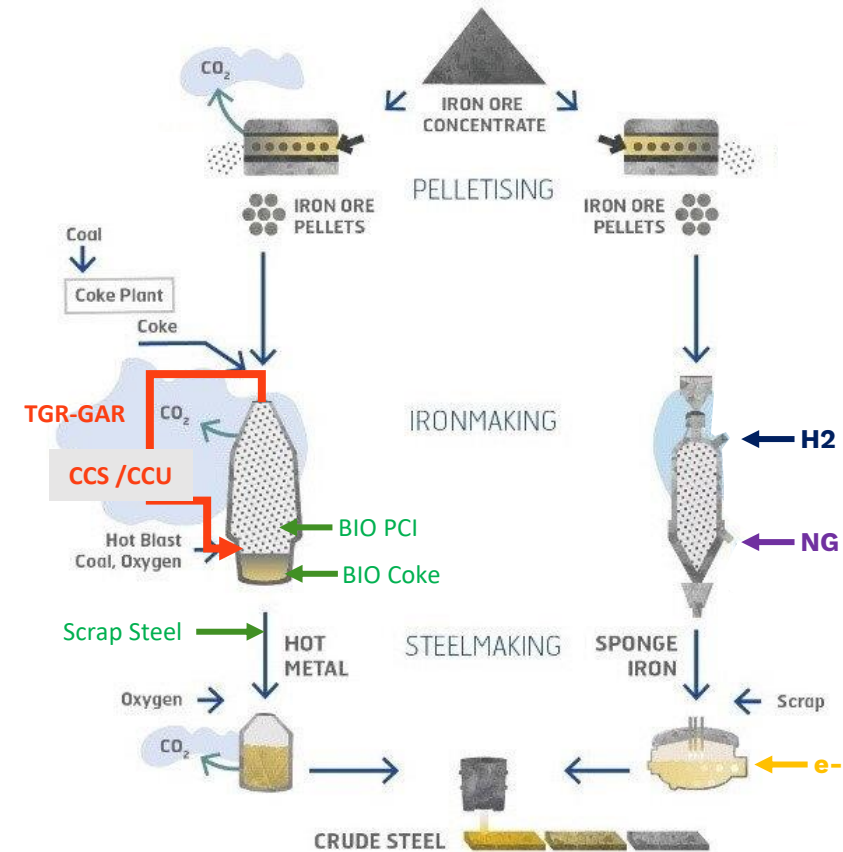 CO2
IRON ORE
CONCENTRATE
PELLETISING
IRON ORE
PELLETS
IRON ORE
PELLETS
Coal
Coke Plant
Coke
TGR-GAR
CO2
IRONMAKING
H2
CCS /CCU
BIO PCI
Hot Blast
Coal, Oxygen
NG
BIO Coke
Scrap Steel
HOT
METAL
STEELMAKING
SPONGE
IRON
Oxygen
Scrap
CO2
e-
CRUDE STEEL